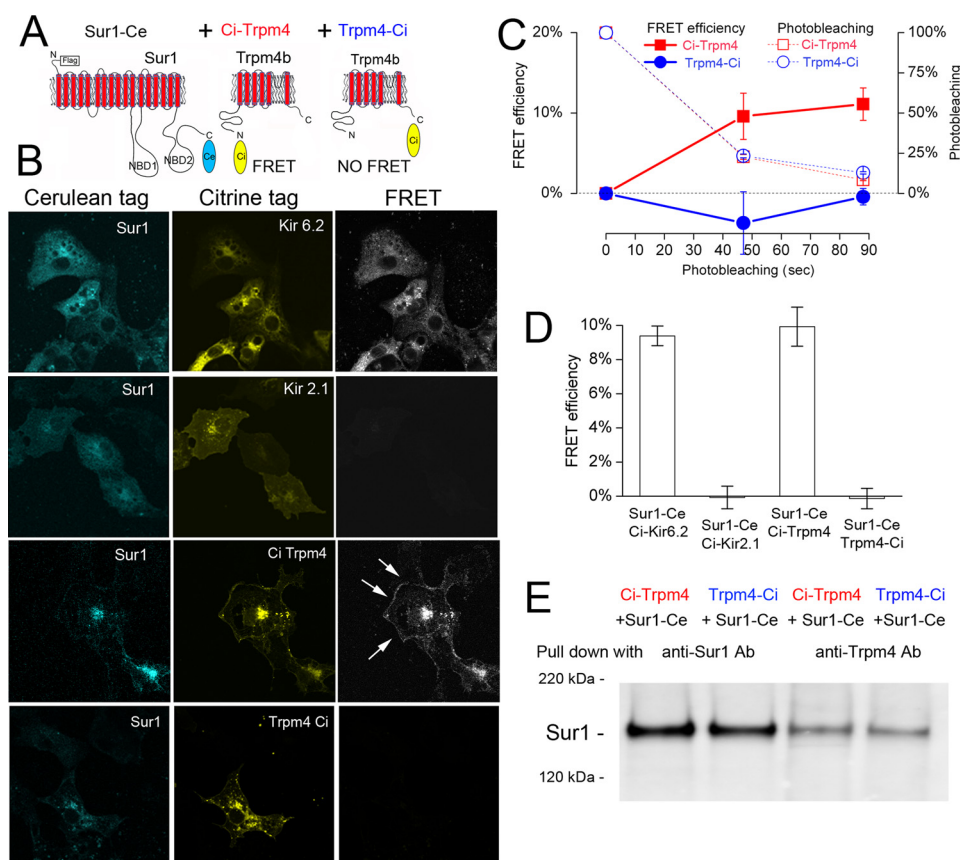 A
Sur1-Ce + Ci-Trpm4 + Trpm4-Ci
N
Flag
Sur1
Trpm4b
Trpm4b
NBD1
NBD2
C
Ce
N
Ci
C
FRET
N
C
Ci
NO FRET
B
Cerulean tag
Citrine tag
FRET
Sur1
Kir 6.2
Sur1
Kir 2.1
Sur1
Ci Trpm4
Sur1
Trpm4 Ci
C
FRET efficiency
Ci-Trpm4
Trpm4-Ci
Photobleaching
Ci-Trpm4
Trpm4-Ci
20%
10%
0%
FRET efficiency
100%
75%
50%
25%
0%
Photobleaching
0 10 20 30 40 50 60 70 80 90
Photobleaching (sec)
D
10%
8%
6%
4%
2%
0%
FRET efficiency
Sur1-Ce
Ci-Kir6.2
Sur1-Ce
Ci-Kir2.1
Sur1-Ce
Ci-Trpm4
Sur1-Ce
Trpm4-Ci
E
Ci-Trpm4 Trpm4-Ci Ci-Trpm4 Trpm4-Ci
+Sur1-Ce + Sur1-Ce + Sur1-Ce +Sur1-Ce
Pull down with anti-Sur1 Ab anti-Trpm4 Ab
220 kDa -
Sur1 -
120 kDa -